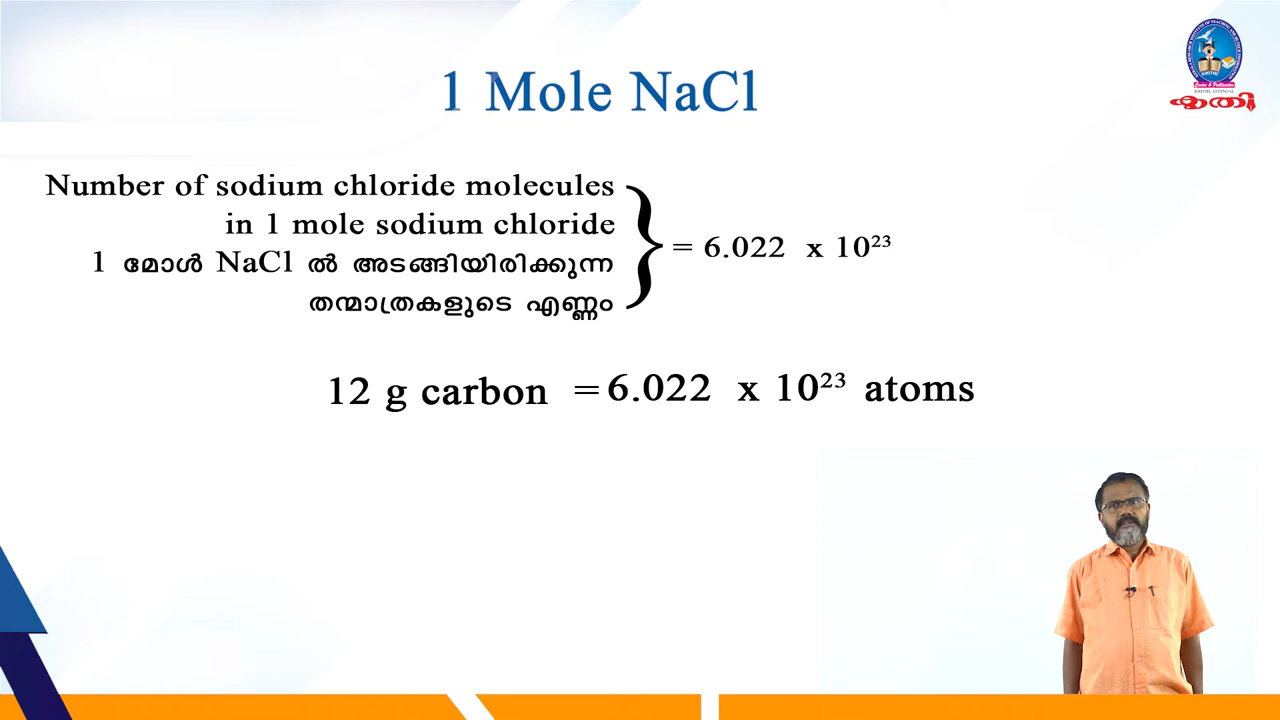 1 Mole NaCl
കൃതി
Number of sodium chloride molecules
in 1 mole sodium chloride
1 മോൾ NaCl ൽ അടങ്ങിയിരിക്കുന്ന
തന്മാത്രകളുടെ എണ്ണം
= 6.022 x 10²³
12 g carbon = 6.022 x 10²³ atoms